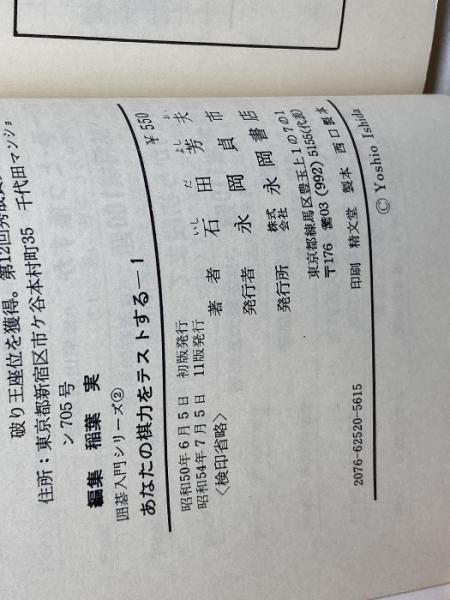 破り王座位を獲得。第12回
住所：東京都新宿区市ケ谷本村町35　千代田マンショ
ン705号
編集　稲葉　実
囲碁入門シリーズ②
あなたの棋力をテストする―1
¥550
昭和50年6月5日　初版発行
昭和54年7月5日　11版発行
〈検印省略〉
著者　石田芳夫
いしだよしお
発行者　永岡貞市
発行所　株式会社　永岡書店
東京都練馬区豊玉上1の7の1
〒176　☎03(992)5155(代表)
印刷　精文堂　製本　西口製本
2076-62520-5615
© Yoshio Ishida